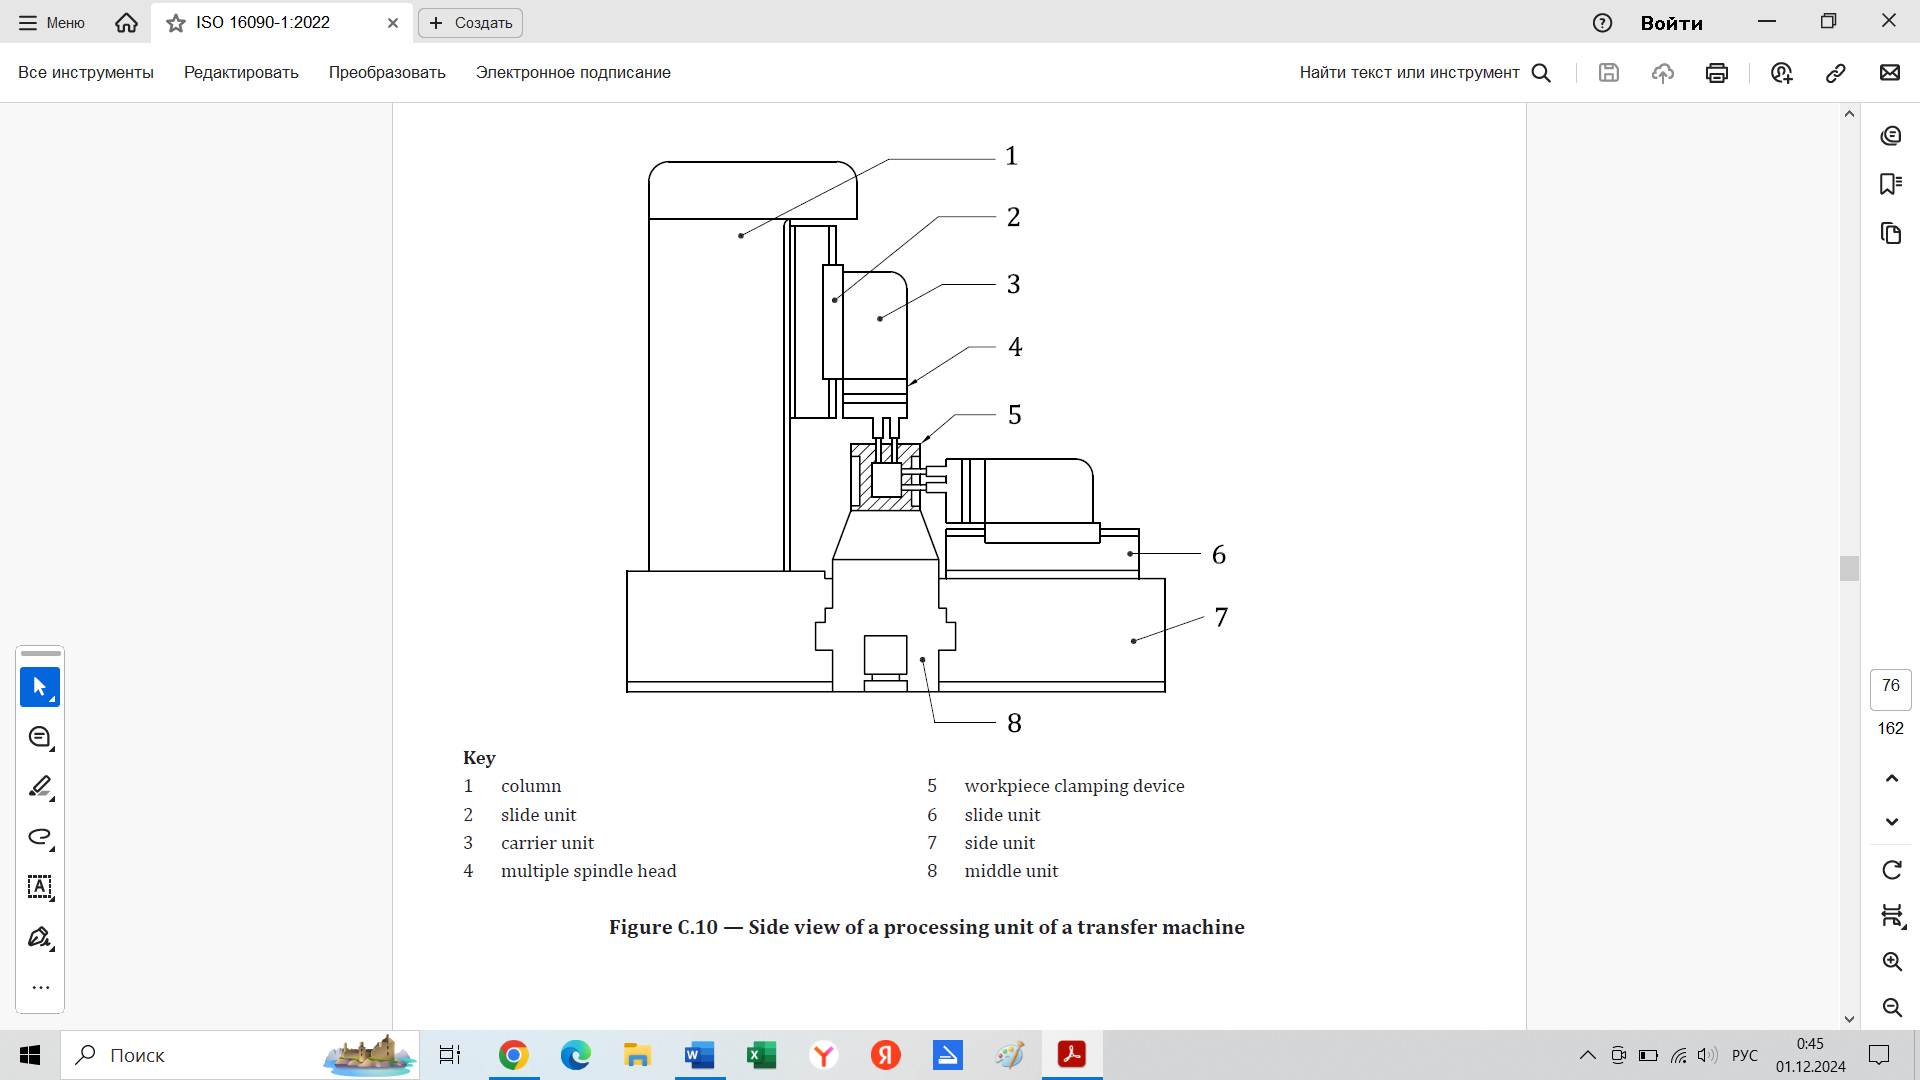 Меню
ISO 16090-1:2022
Создать
Войти
Все инструменты
Редактировать
Преобразовать
Электронное подписание
Найти текст или инструмент
1
2
3
4
5
6
7
8
Key
1 column
2 slide unit
3 carrier unit
4 multiple spindle head
5 workpiece clamping device
6 slide unit
7 side unit
8 middle unit
Figure C.10 — Side view of a processing unit of a transfer machine
76
162
Поиск
РУС
0:45
01.12.2024